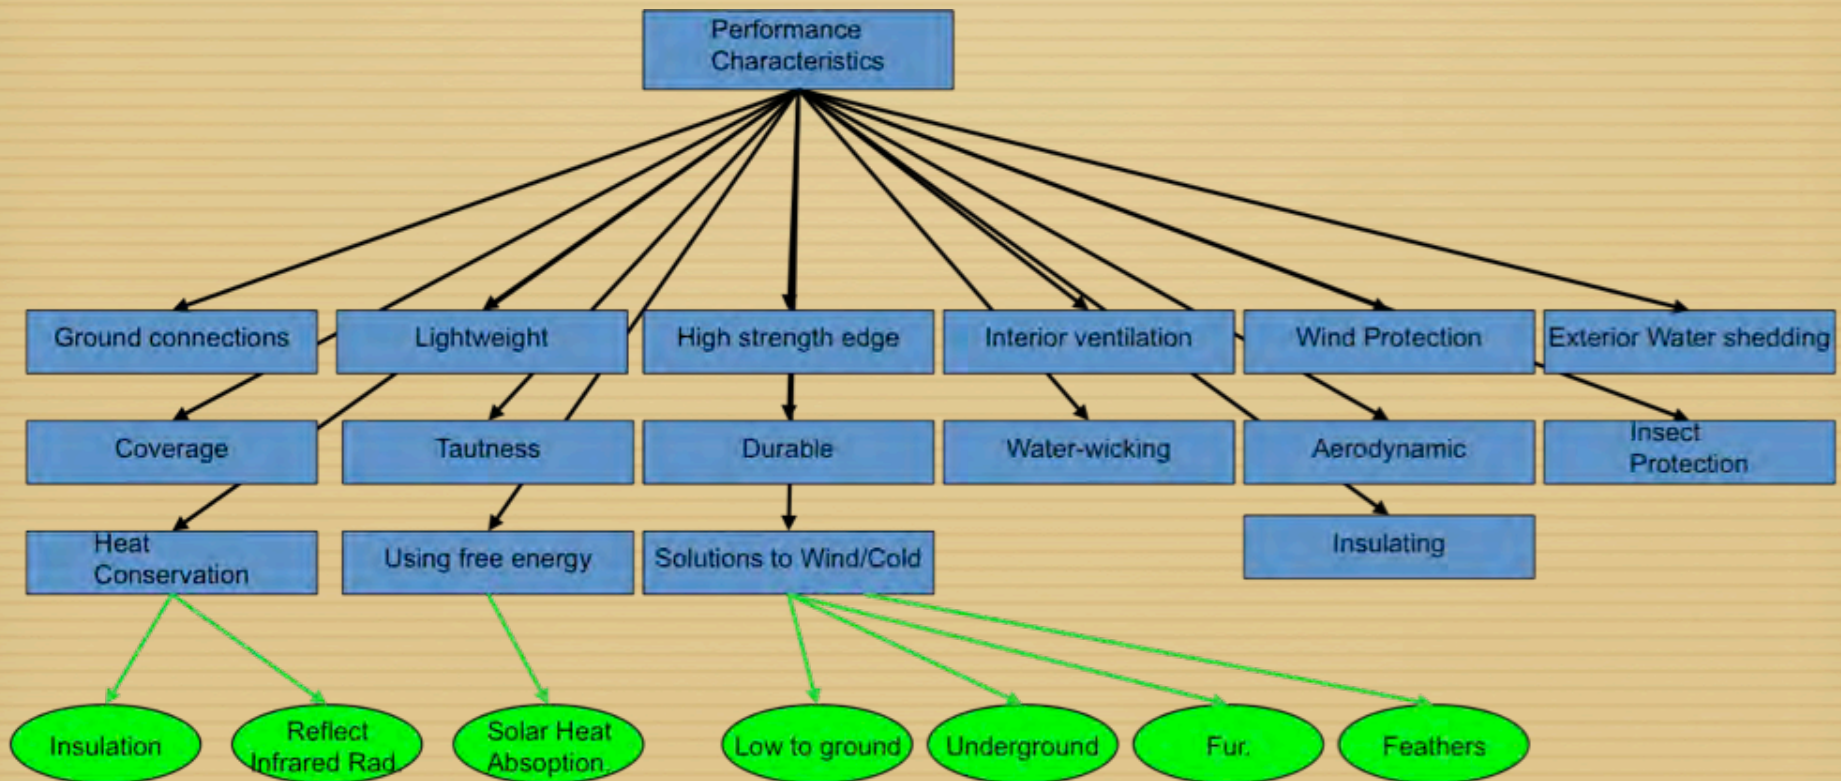 Performance
Characteristics
Ground connections
Lightweight
High strength edge
Interior ventilation
Wind Protection
Exterior Water shedding
Coverage
Tautness
Durable
Water-wicking
Aerodynamic
Insect
Protection
Heat
Conservation
Using free energy
Solutions to Wind/Cold
Insulating
Insulation
Reflect
Infrared Rad.
Solar Heat
Absoption.
Low to ground
Underground
Fur.
Feathers